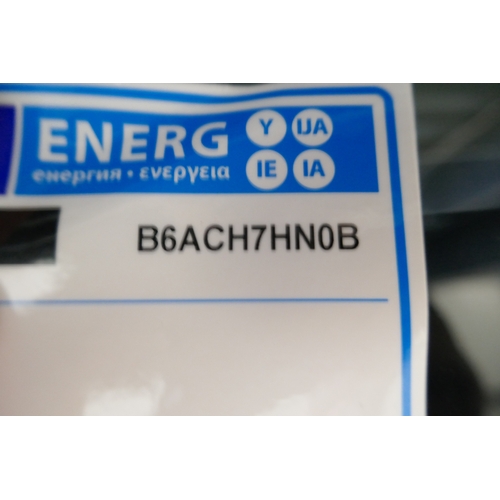 ENERG Y IJA
енергия · ενεργεια IE IA
B6ACH7HN0B